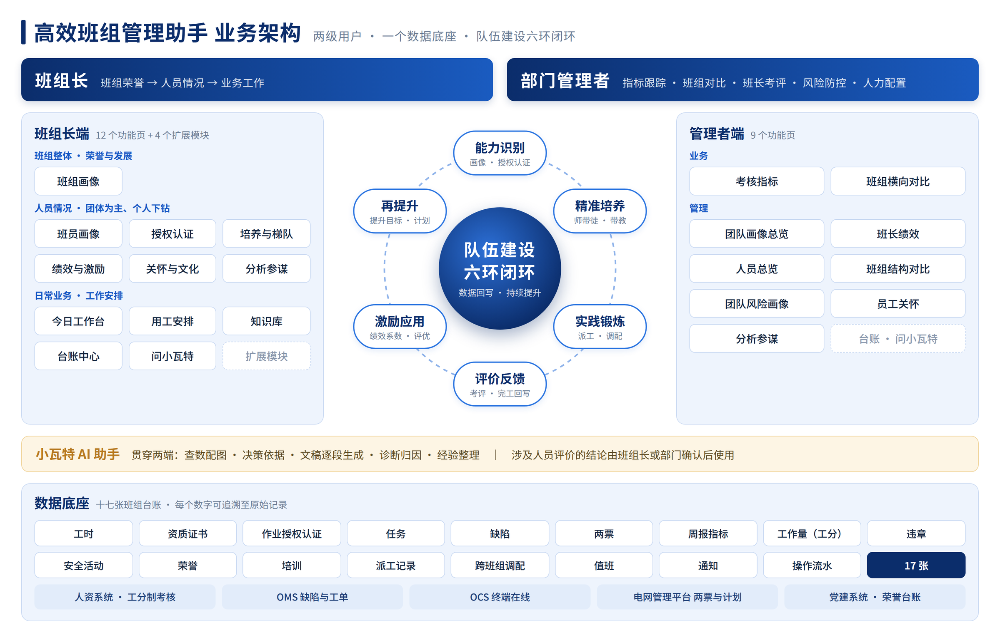 高效班组管理助手 业务架构 两级用户 · 一个数据底座 · 队伍建设六环闭环
班组长 班组荣誉 → 人员情况 → 业务工作
部门管理者 指标跟踪 · 班组对比 · 班长考评 · 风险防控 · 人力配置
班组长端 12 个功能页 + 4 个扩展模块
班组整体 · 荣誉与发展
班组画像
人员情况 · 团体为主、个人下钻
班员画像 授权认证 培养与梯队
绩效与激励 关怀与文化 分析参谋
日常业务 · 工作安排
今日工作台 用工安排 知识库
台账中心 问小瓦特 扩展模块
能力识别
画像 · 授权认证
再提升
提升目标 · 计划
精准培养
师带徒 · 带教
队伍建设
六环闭环
数据回写 · 持续提升
激励应用
绩效系数 · 评优
实践锻炼
派工 · 调配
评价反馈
考评 · 完工回写
管理者端 9 个功能页
业务
考核指标 班组横向对比
管理
团队画像总览 班长绩效
人员总览 班组结构对比
团队风险画像 员工关怀
分析参谋 台账 · 问小瓦特
小瓦特 AI 助手 贯穿两端：查数配图 · 决策依据 · 文稿逐段生成 · 诊断归因 · 经验整理 ｜ 涉及人员评价的结论由班组长或部门确认后使用
数据底座 十七张班组台账 · 每个数字可追溯至原始记录
工时 资质证书 作业授权认证 任务 缺陷 两票 周报指标 工作量（工分） 违章
安全活动 荣誉 培训 派工记录 跨班组调配 值班 通知 操作流水 17 张
人资系统 · 工分制考核 OMS 缺陷与工单 OCS 终端在线 电网管理平台 两票与计划 党建系统 · 荣誉台账